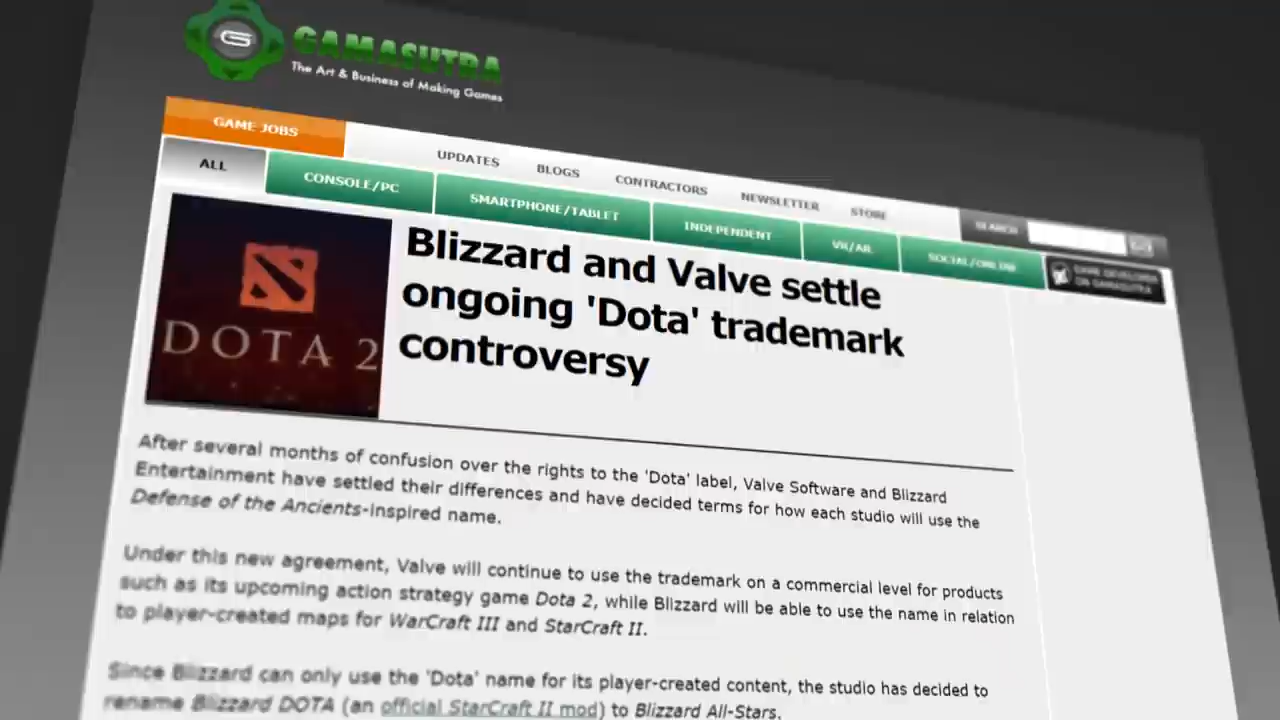 GAMASUTRA
The Art & Business of Making Games
GAME JOBS
UPDATES BLOGS CONTRACTORS NEWSLETTER STORE
SEARCH
ALL CONSOLE/PC SMARTPHONE/TABLET INDEPENDENT VR/AR SOCIAL/ONLINE
GAME DEVELOPER
ON GAMASUTRA
DOTA 2
Blizzard and Valve settle
ongoing 'Dota' trademark
controversy
After several months of confusion over the rights to the 'Dota' label, Valve Software and Blizzard
Entertainment have settled their differences and have decided terms for how each studio will use the
Defense of the Ancients-inspired name.
Under this new agreement, Valve will continue to use the trademark on a commercial level for products
such as its upcoming action strategy game Dota 2, while Blizzard will be able to use the name in relation
to player-created maps for WarCraft III and StarCraft II.
Since Blizzard can only use the 'Dota' name for its player-created content, the studio has decided to
rename Blizzard DOTA (an official StarCraft II mod) to Blizzard All-Stars.